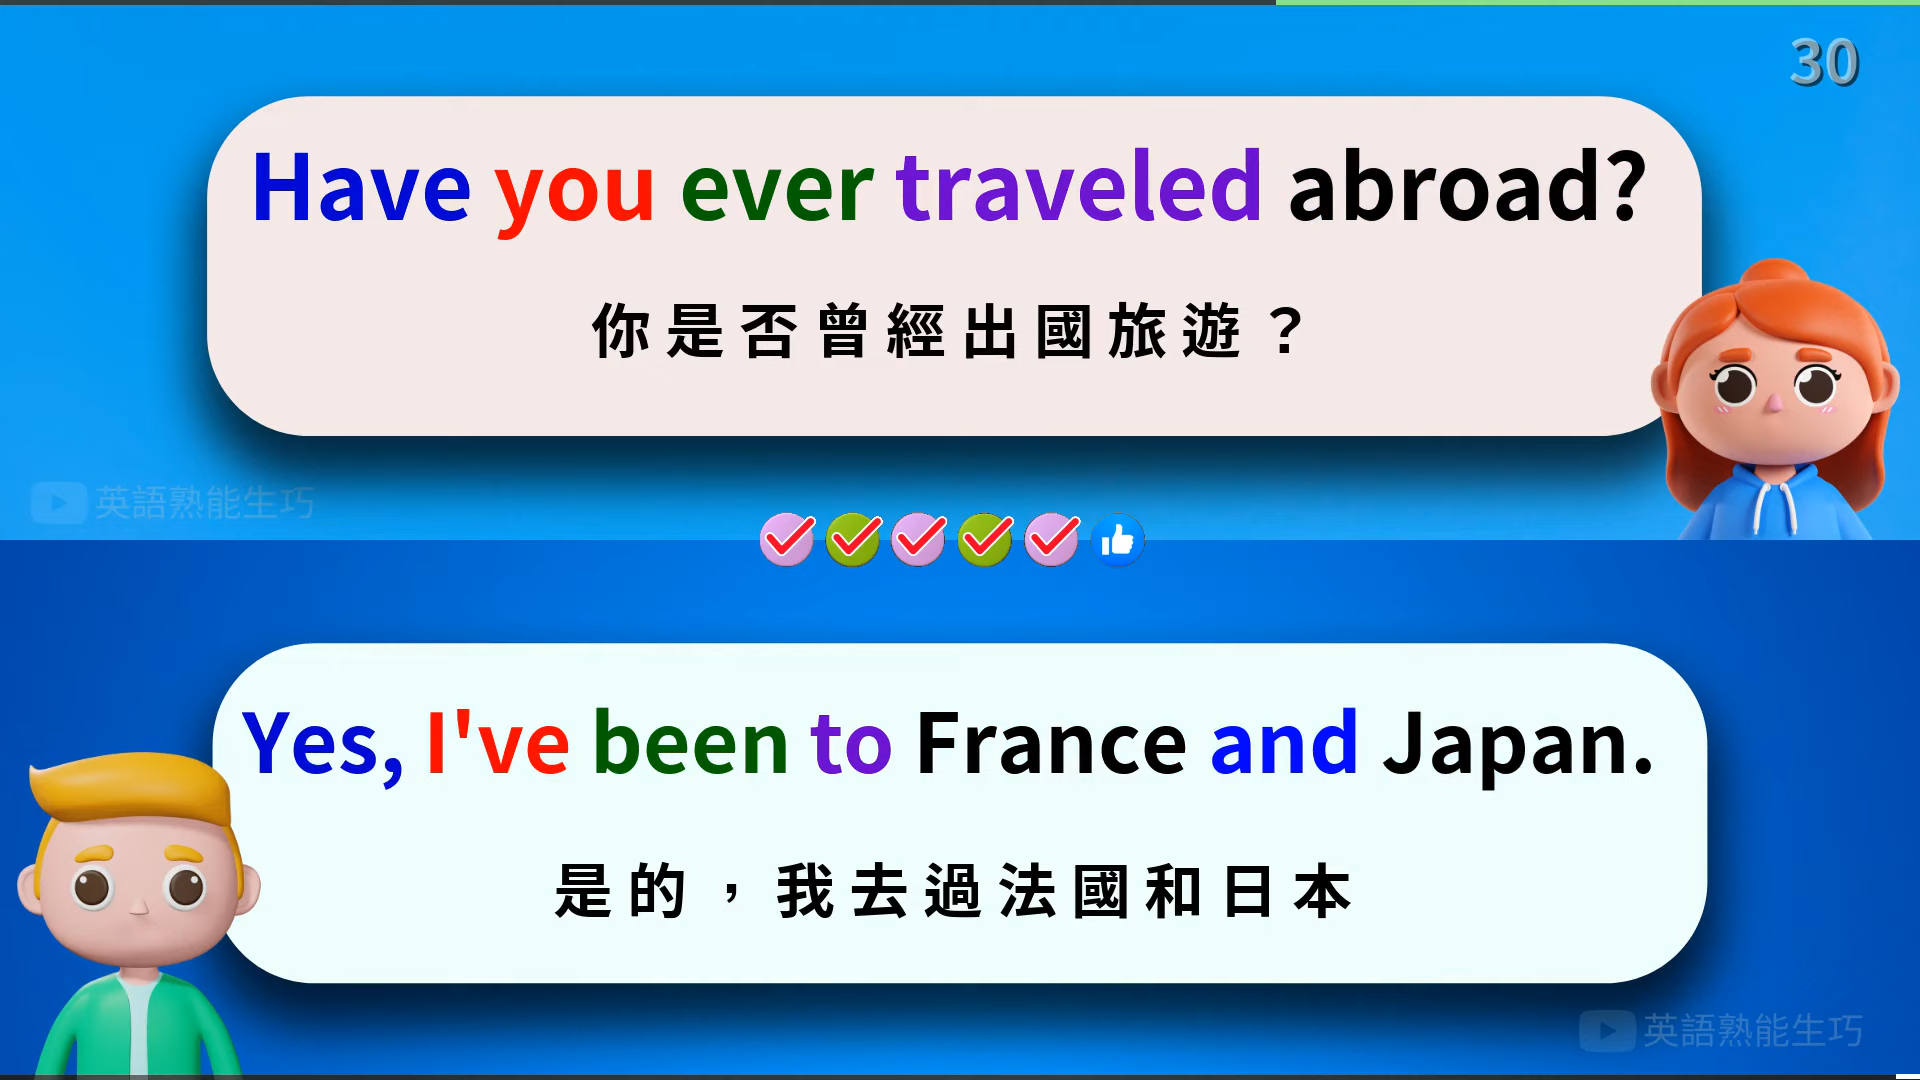 30
Have you ever traveled abroad?
你是否曾經出國旅遊？
英語熟能生巧
Yes, I've been to France and Japan.
是的，我去過法國和日本
英語熟能生巧